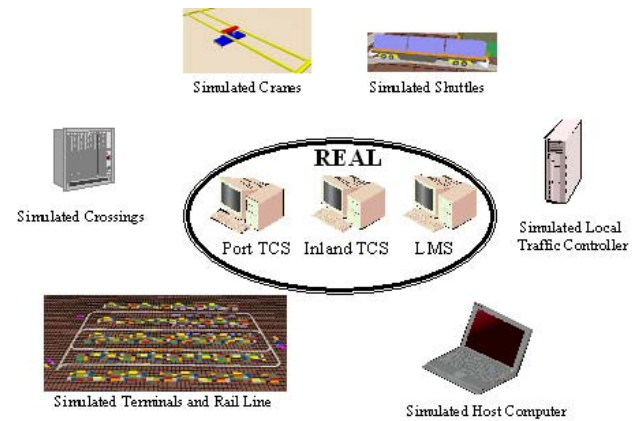 Simulated Cranes
Simulated Shuttles
REAL
Simulated Crossings
Port TCS
Inland TCS
LMS
Simulated Local
Traffic Controller
Simulated Terminals and Rail Line
Simulated Host Computer